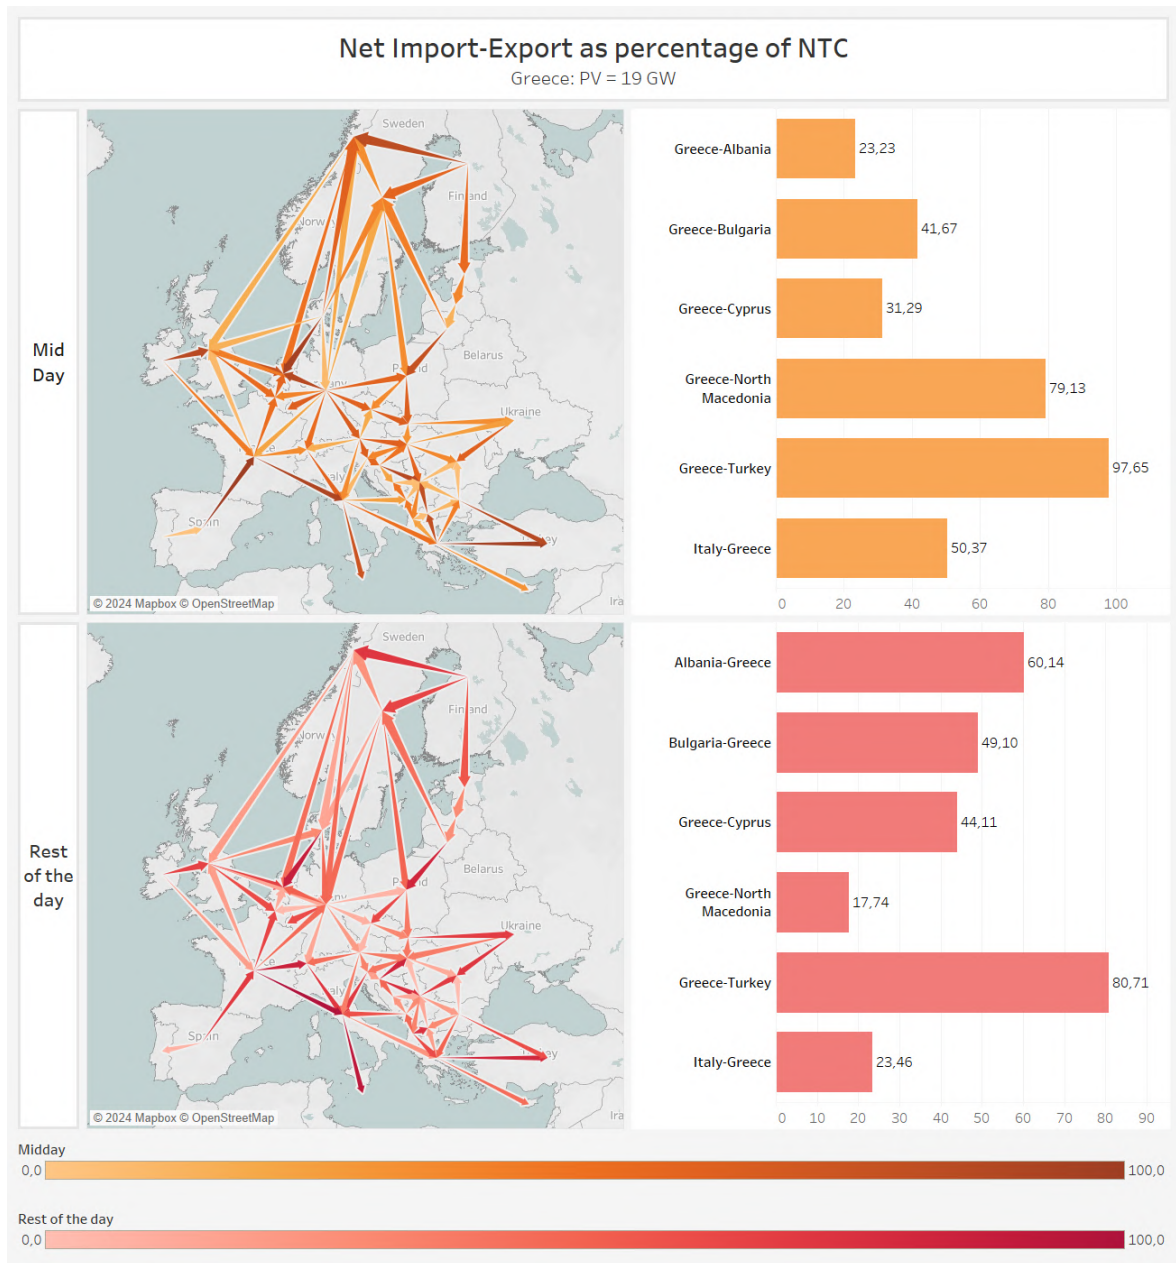 Net Import-Export as percentage of NTC
Greece: PV = 19 GW
Mid
Day
Sweden
Finland
Norw
Belarus
Ukraine
Spain
Ira
© 2024 Mapbox © OpenStreetMap
Greece-Albania
23,23
Greece-Bulgaria
41,67
Greece-Cyprus
31,29
Greece-North
Macedonia
79,13
Greece-Turkey
97,65
Italy-Greece
50,37
0 20 40 60 80 100
Rest
of the
day
Sweden
Finland
Norw
Belarus
Ukraine
Spain
Ira
© 2024 Mapbox © OpenStreetMap
Albania-Greece
60,14
Bulgaria-Greece
49,10
Greece-Cyprus
44,11
Greece-North
Macedonia
17,74
Greece-Turkey
80,71
Italy-Greece
23,46
0 10 20 30 40 50 60 70 80 90
Midday
0,0 100,0
Rest of the day
0,0 100,0